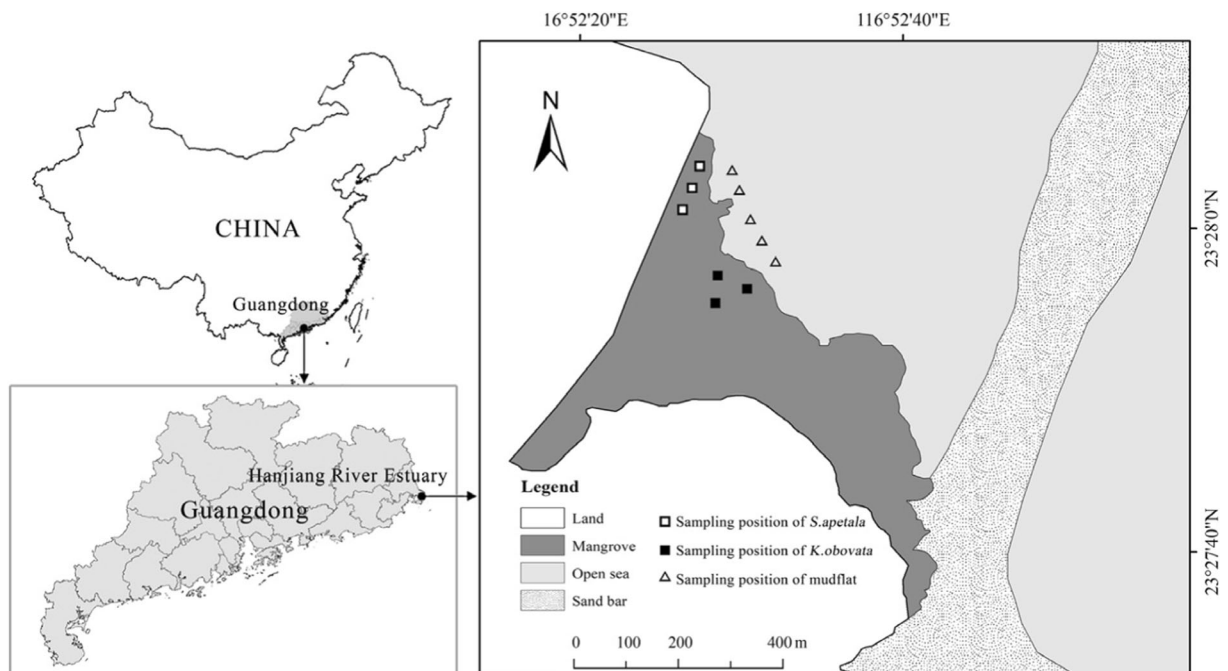 16°52'20"E
116°52'40"E
N
CHINA
Guangdong
23°28'0"N
Hanjiang River Estuary
Guangdong
Legend
Land
Mangrove
Open sea
Sand bar
Sampling position of S.apetala
Sampling position of K.obovata
Sampling position of mudflat
23°27'40"N
0 100 200 400 m